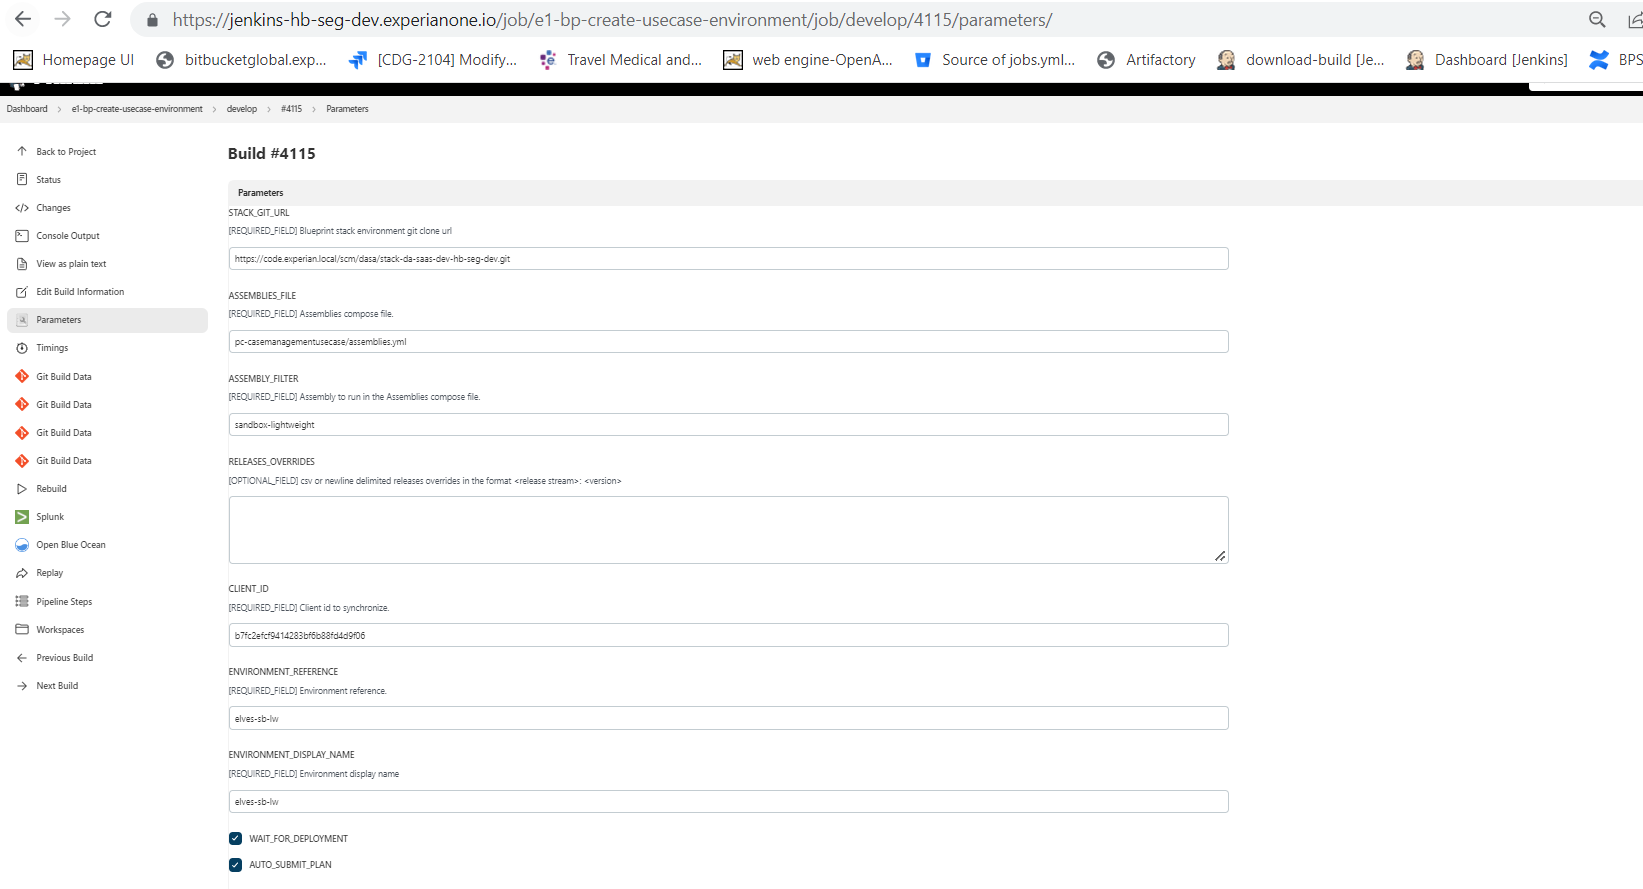 https://jenkins-hb-seg-dev.experianone.io/job/e1-bp-create-usecase-environment/job/develop/4115/parameters/
Homepage UI bitbucketglobal.exp... [CDG-2104] Modify,... Travel Medical and... web engine-OpenA... Source of jobs.yml... Artifactory download-build [Je... Dashboard [Jenkins] BPS
Dashboard e1-bp-create-usecase-environment develop #4115 Parameters
Back to Project
Status
Changes
Console Output
View as plain text
Edit Build Information
Parameters
Timings
Git Build Data
Git Build Data
Git Build Data
Git Build Data
Rebuild
Splunk
Open Blue Ocean
Replay
Pipeline Steps
Workspaces
Previous Build
Next Build
Build #4115
Parameters
STACK_GIT_URL
[REQUIRED_FIELD] Blueprint stack environment git clone url
https://code.experian.local/scm/dasa/stack-da-saas-dev-hb-seg-dev.git
ASSEMBLIES_FILE
[REQUIRED_FIELD] Assemblies compose file.
pc-casemanagementusecase/assemblies.yml
ASSEMBLY_FILTER
[REQUIRED_FIELD] Assembly to run in the Assemblies compose file.
sandbox-lightweight
RELEASES_OVERRIDES
[OPTIONAL_FIELD] csv or newline delimited releases overrides in the format <release stream>: <version>
CLIENT_ID
[REQUIRED_FIELD] Client id to synchronize.
b7fc2efcf9414283bf6b88fd4d9f06
ENVIRONMENT_REFERENCE
[REQUIRED_FIELD] Environment reference.
elves-sb-lw
ENVIRONMENT_DISPLAY_NAME
[REQUIRED_FIELD] Environment display name
elves-sb-lw
WAIT_FOR_DEPLOYMENT
AUTO_SUBMIT_PLAN